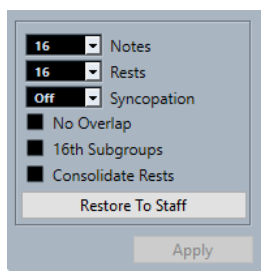 16 Notes
16 Rests
Off Syncopation
No Overlap
16th Subgroups
Consolidate Rests
Restore To Staff
Apply